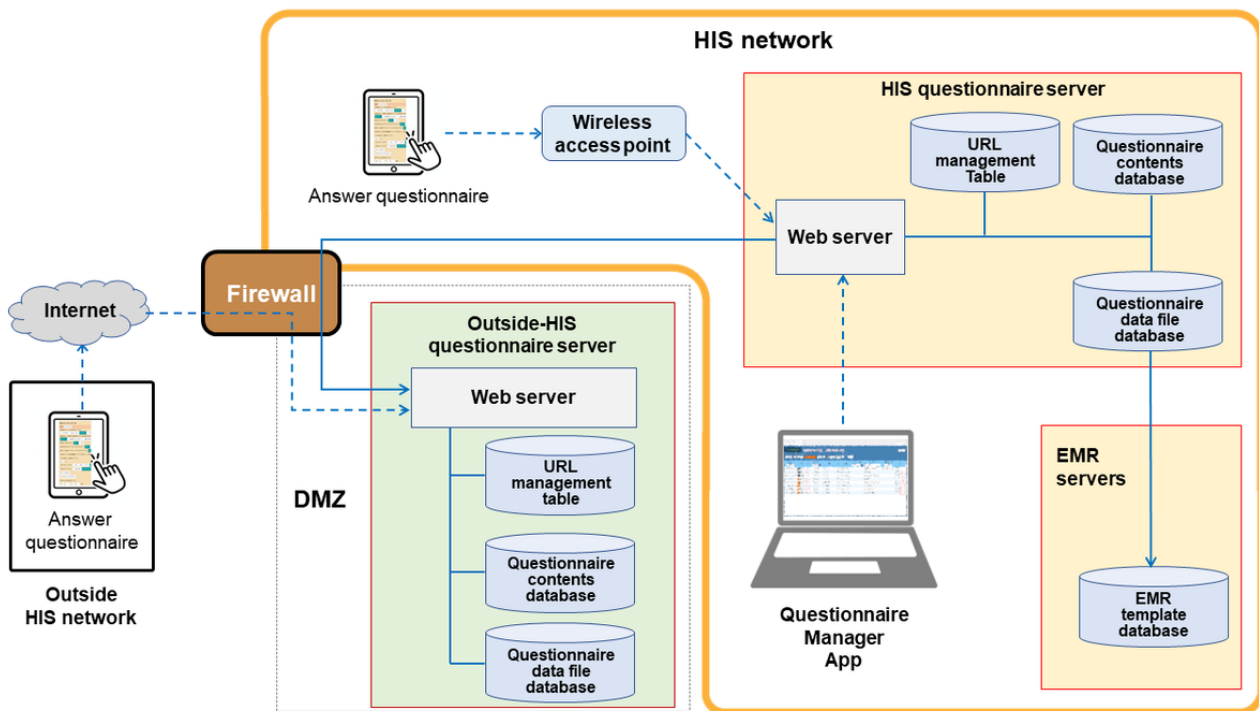 HIS network
HIS questionnaire server
Wireless
access point
URL
management
Table
Questionnaire
contents
database
Answer questionnaire
Web server
Firewall
Internet
Questionnaire
data file
database
Outside-HIS
questionnaire server
Web server
Answer
questionnaire
Outside
HIS network
DMZ
URL
management
table
Questionnaire
contents
database
Questionnaire
data file
database
Questionnaire
Manager
App
EMR
servers
EMR
template
database